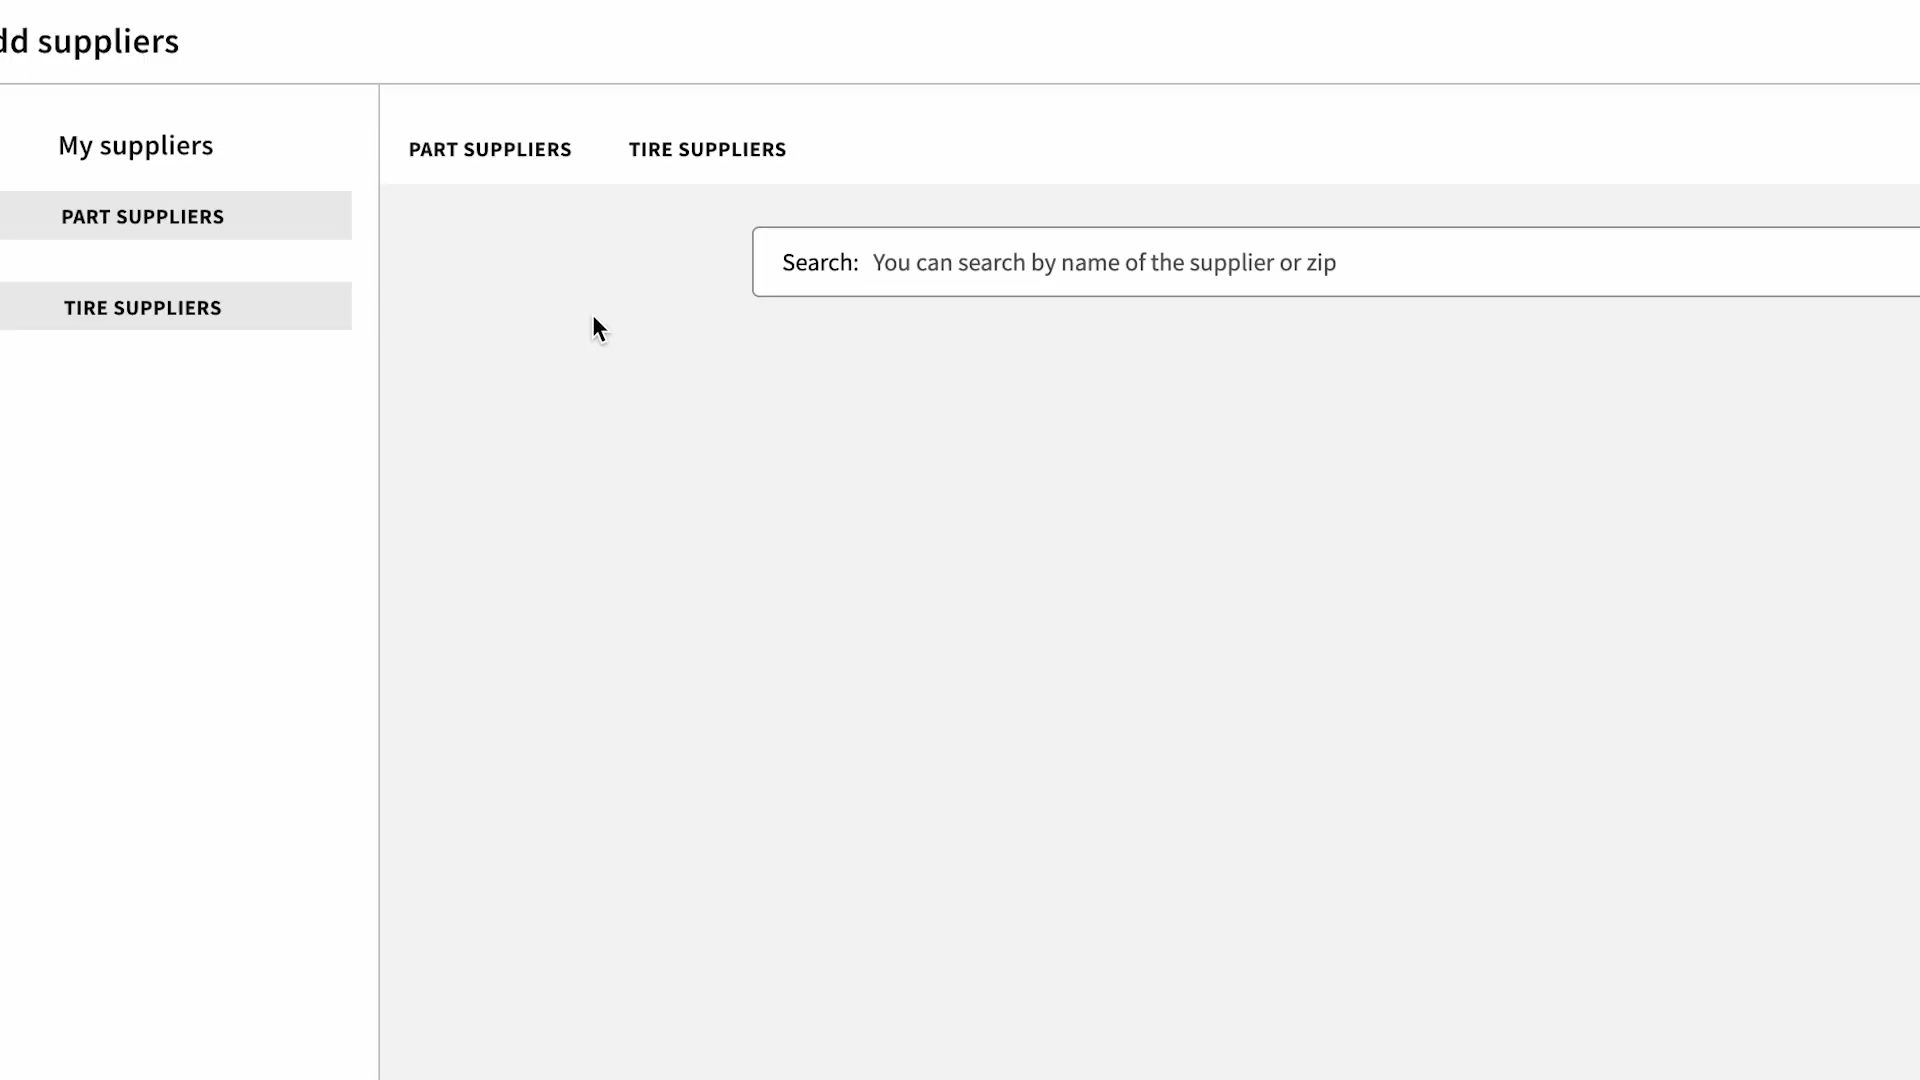 dd suppliers
My suppliers
PART SUPPLIERS
TIRE SUPPLIERS
PART SUPPLIERS TIRE SUPPLIERS
Search: You can search by name of the supplier or zip